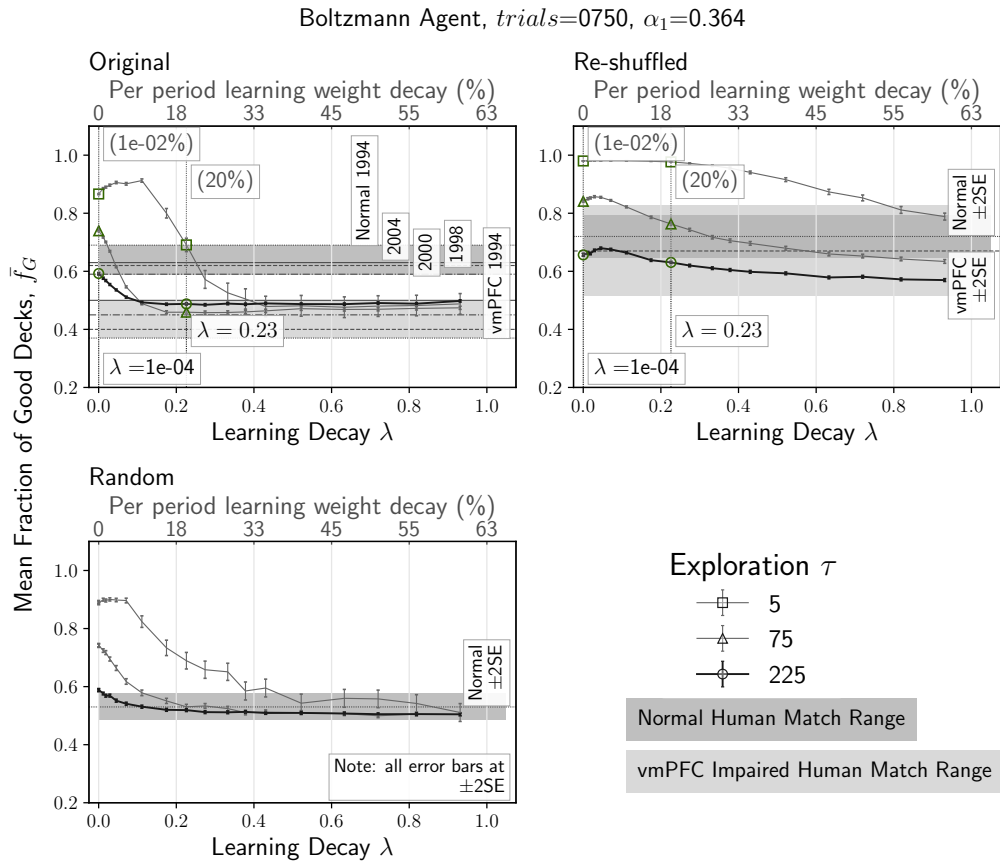 Boltzmann Agent, trials=0750, α₁=0.364
Mean Fraction of Good Decks, f̄_G
Original
Per period learning weight decay (%)
0 18 33 45 55 63
1.0
0.8
0.6
0.4
0.2
(1e-02%)
(20%)
Normal 1994
2004
2000
1998
vmPFC 1994
λ = 0.23
λ =1e-04
0.0 0.2 0.4 0.6 0.8 1.0
Learning Decay λ
Re-shuffled
Per period learning weight decay (%)
0 18 33 45 55 63
1.0
0.8
0.6
0.4
0.2
(1e-02%)
(20%)
Normal
±2SE
vmPFC
±2SE
λ = 0.23
λ =1e-04
0.0 0.2 0.4 0.6 0.8 1.0
Learning Decay λ
Random
Per period learning weight decay (%)
0 18 33 45 55 63
1.0
0.8
0.6
0.4
0.2
Normal
±2SE
Note: all error bars at
±2SE
0.0 0.2 0.4 0.6 0.8 1.0
Learning Decay λ
Exploration τ
5
75
225
Normal Human Match Range
vmPFC Impaired Human Match Range